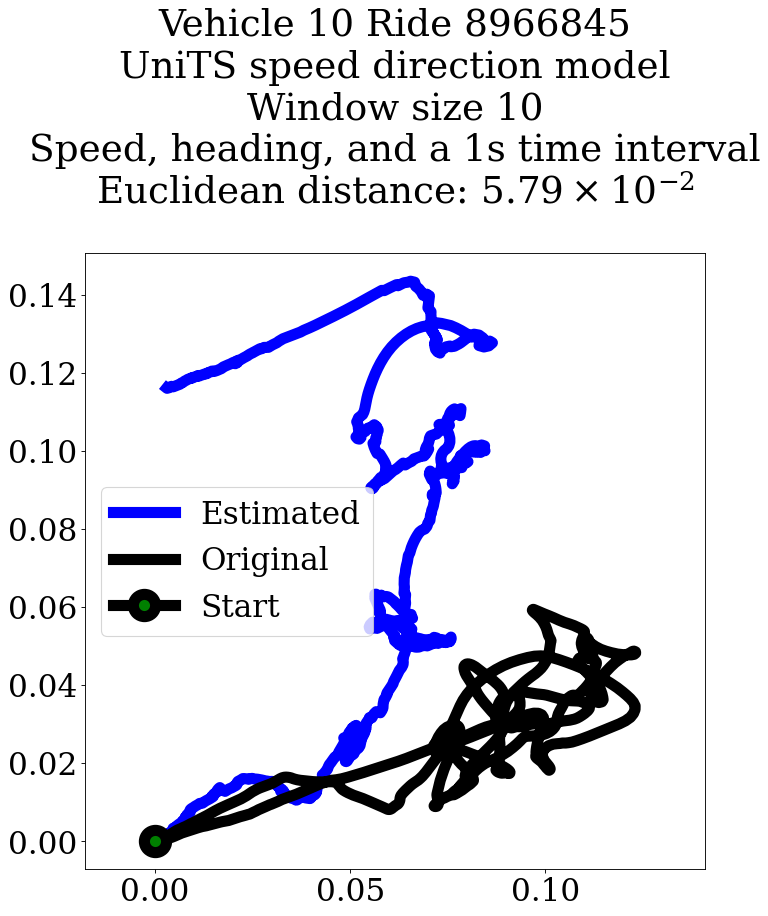 Vehicle 10 Ride 8966845
UniTS speed direction model
Window size 10
Speed, heading, and a 1s time interval
Euclidean distance: 5.79 × 10⁻²
0.14
0.12
0.10
0.08
0.06
0.04
0.02
0.00
Estimated
Original
Start
0.00 0.05 0.10